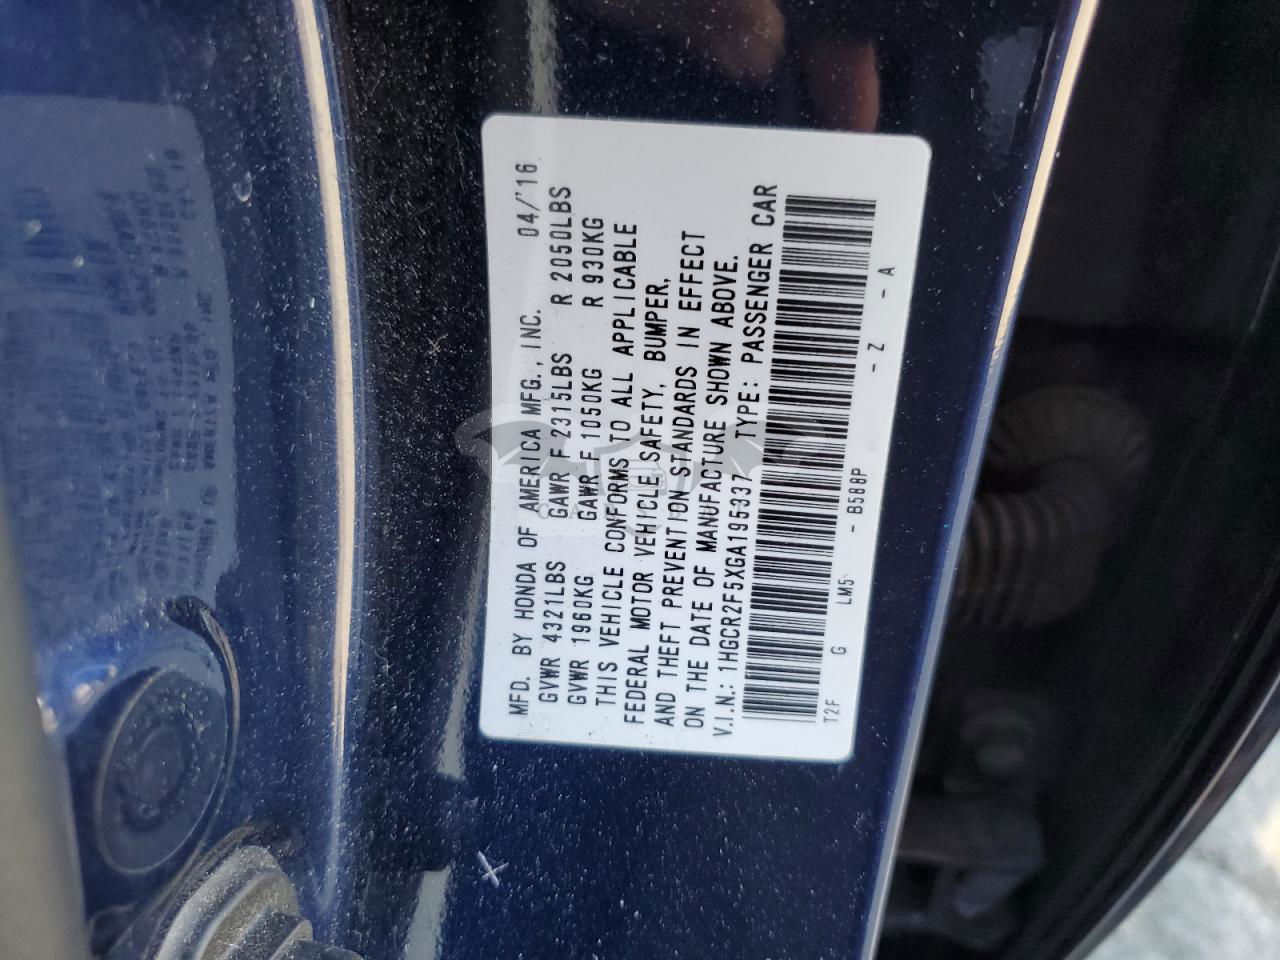 MFD. BY HONDA OF AMERICA MFG., INC. 04/'16
GVWR 4321LBS GAWR F 2315LBS R 2050LBS
GVWR 1960KG GAWR F 1050KG R 930KG
THIS VEHICLE CONFORMS TO ALL APPLICABLE
FEDERAL MOTOR VEHICLE SAFETY, BUMPER,
AND THEFT PREVENTION STANDARDS IN EFFECT
ON THE DATE OF MANUFACTURE SHOWN ABOVE.
V.I.N.: 1HGCR2F5XGA195337 TYPE: PASSENGER CAR
T2F G LM5 - B588P - Z - A